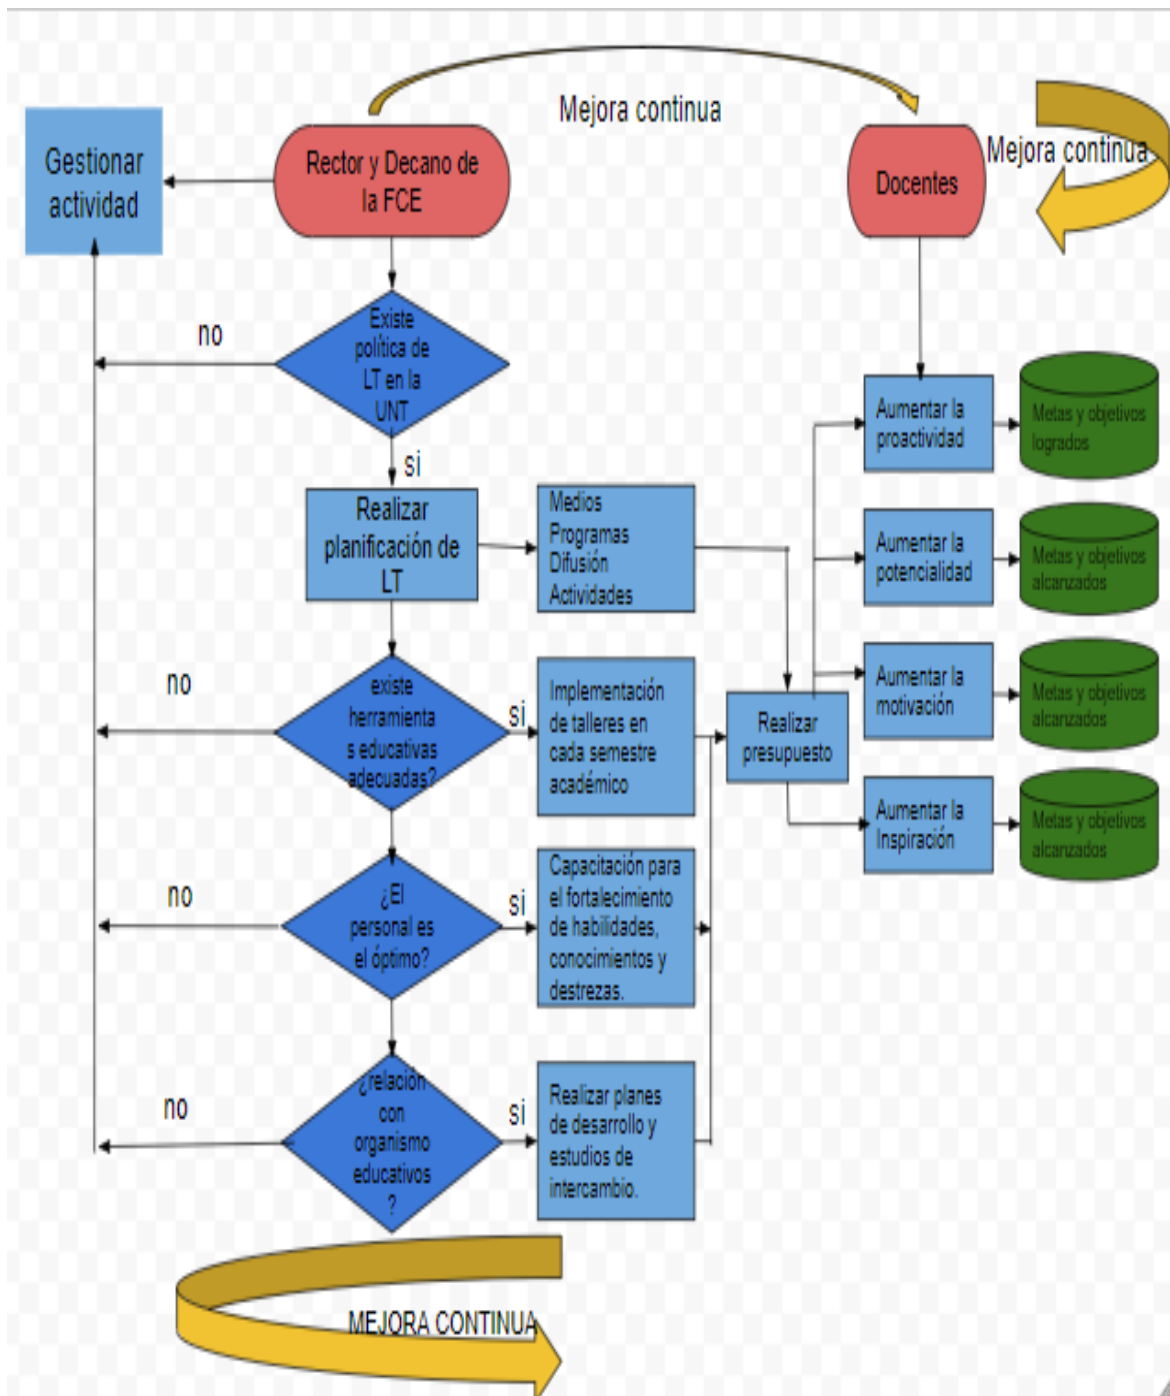 Mejora continua
Mejora continua
Gestionar
actividad
Rector y Decano de
la FCE
Docentes
Existe
política de
LT en la
UNT
no
si
Realizar
planificación de
LT
Medios
Programas
Difusión
Actividades
Aumentar la
proactividad
Metas y objetivos
logrados
Aumentar la
potencialidad
Metas y objetivos
alcanzados
Aumentar la
motivación
Metas y objetivos
alcanzados
Aumentar la
Inspiración
Metas y objetivos
alcanzados
Realizar
presupuesto
no
existe
herramienta
s educativas
adecuadas?
si
Implementación
de talleres en
cada semestre
académico
no
¿El
personal es
el óptimo?
si
Capacitación para
el fortalecimiento
de habilidades,
conocimientos y
destrezas.
no
¿relación
con
organismo
educativos
?
si
Realizar planes
de desarrollo y
estudios de
intercambio.
MEJORA CONTINUA